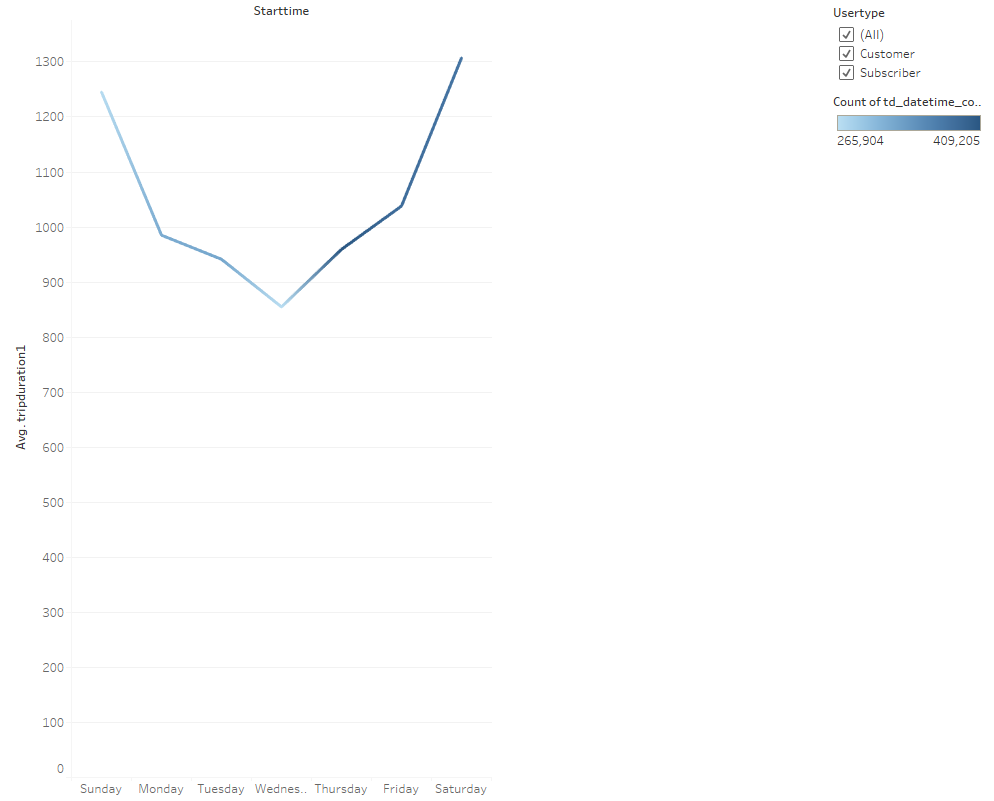 Starttime
Usertype
(All)
Customer
Subscriber
Count of td_datetime_co..
265,904 409,205
Avg. tripduration1
1300
1200
1100
1000
900
800
700
600
500
400
300
200
100
0
Sunday Monday Tuesday Wednes.. Thursday Friday Saturday